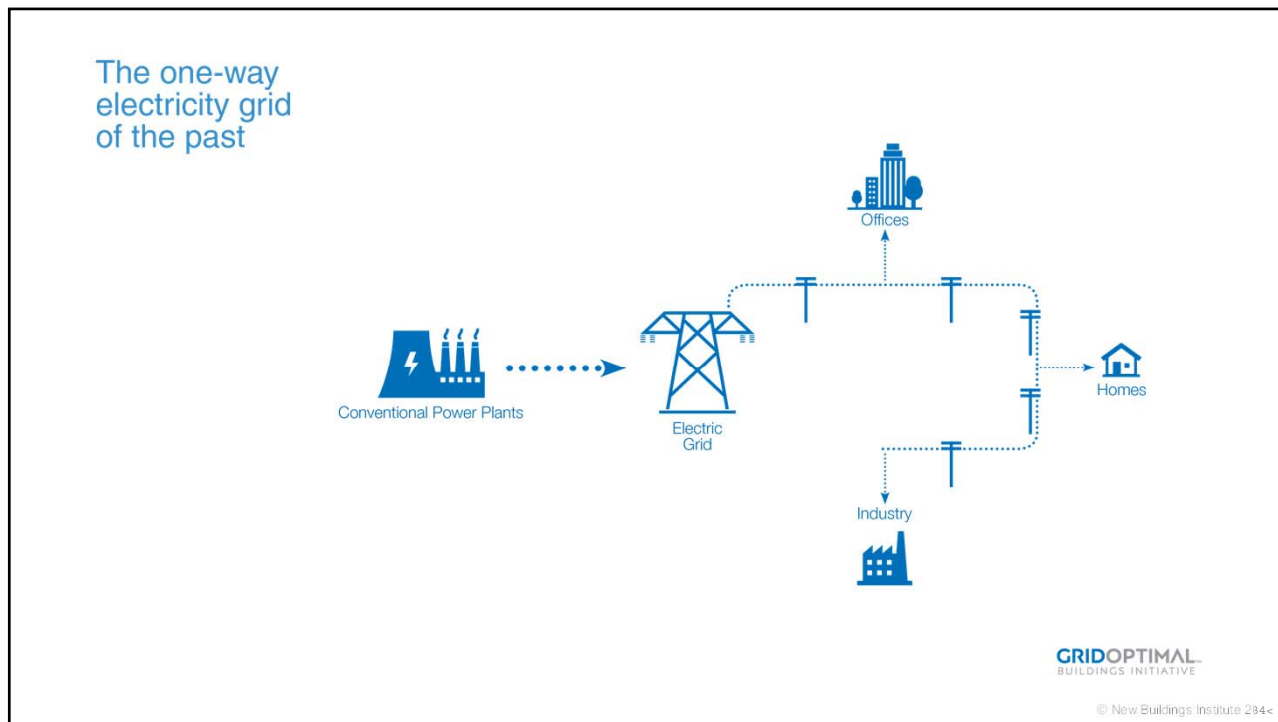 The one-way
electricity grid
of the past
Offices
Conventional Power Plants
Electric
Grid
Homes
Industry
GRIDOPTIMAL
BUILDINGS INITIATIVE
© New Buildings Institute